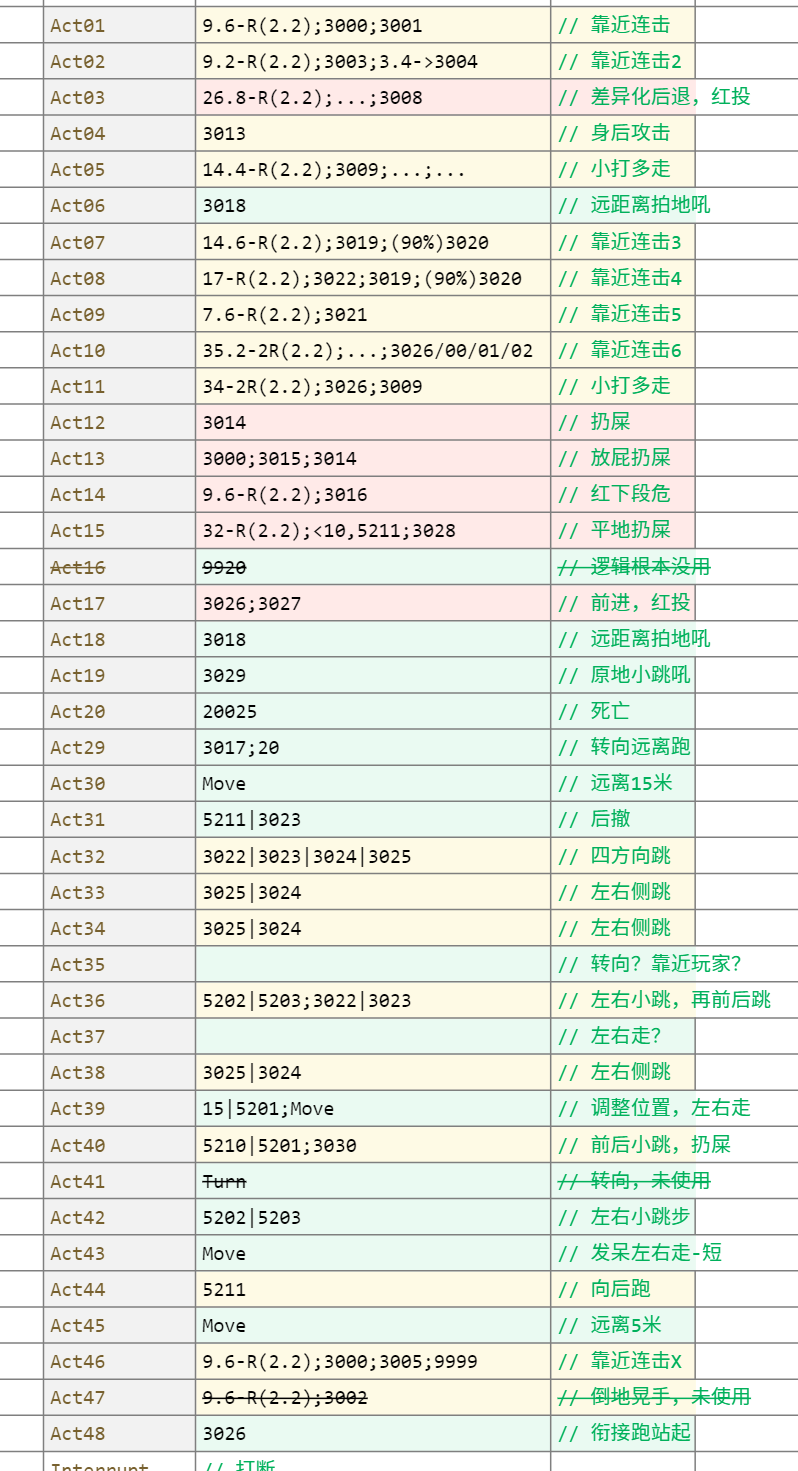 Act01 9.6-R(2.2);3000;3001 // 靠近连击
Act02 9.2-R(2.2);3003;3.4->3004 // 靠近连击2
Act03 26.8-R(2.2);...;3008 // 差异化后退，红投
Act04 3013 // 身后攻击
Act05 14.4-R(2.2);3009;...;... // 小打多走
Act06 3018 // 远距离拍地吼
Act07 14.6-R(2.2);3019;(90%)3020 // 靠近连击3
Act08 17-R(2.2);3022;3019;(90%)3020 // 靠近连击4
Act09 7.6-R(2.2);3021 // 靠近连击5
Act10 35.2-2R(2.2);...;3026/00/01/02 // 靠近连击6
Act11 34-2R(2.2);3026;3009 // 小打多走
Act12 3014 // 扔屎
Act13 3000;3015;3014 // 放屁扔屎
Act14 9.6-R(2.2);3016 // 红下段危
Act15 32-R(2.2);<10,5211;3028 // 平地扔屎
Act16 9920 // 逻辑根本没用
Act17 3026;3027 // 前进，红投
Act18 3018 // 远距离拍地吼
Act19 3029 // 原地小跳吼
Act20 20025 // 死亡
Act29 3017;20 // 转向远离跑
Act30 Move // 远离15米
Act31 5211|3023 // 后撤
Act32 3022|3023|3024|3025 // 四方向跳
Act33 3025|3024 // 左右侧跳
Act34 3025|3024 // 左右侧跳
Act35 // 转向？靠近玩家？
Act36 5202|5203;3022|3023 // 左右小跳，再前后跳
Act37 // 左右走？
Act38 3025|3024 // 左右侧跳
Act39 15|5201;Move // 调整位置，左右走
Act40 5210|5201;3030 // 前后小跳，扔屎
Act41 Turn // 转向，未使用
Act42 5202|5203 // 左右小跳步
Act43 Move // 发呆左右走-短
Act44 5211 // 向后跑
Act45 Move // 远离5米
Act46 9.6-R(2.2);3000;3005;9999 // 靠近连击X
Act47 9.6-R(2.2);3002 // 倒地晃手，未使用
Act48 3026 // 衔接跑站起
Interrupt // 打断